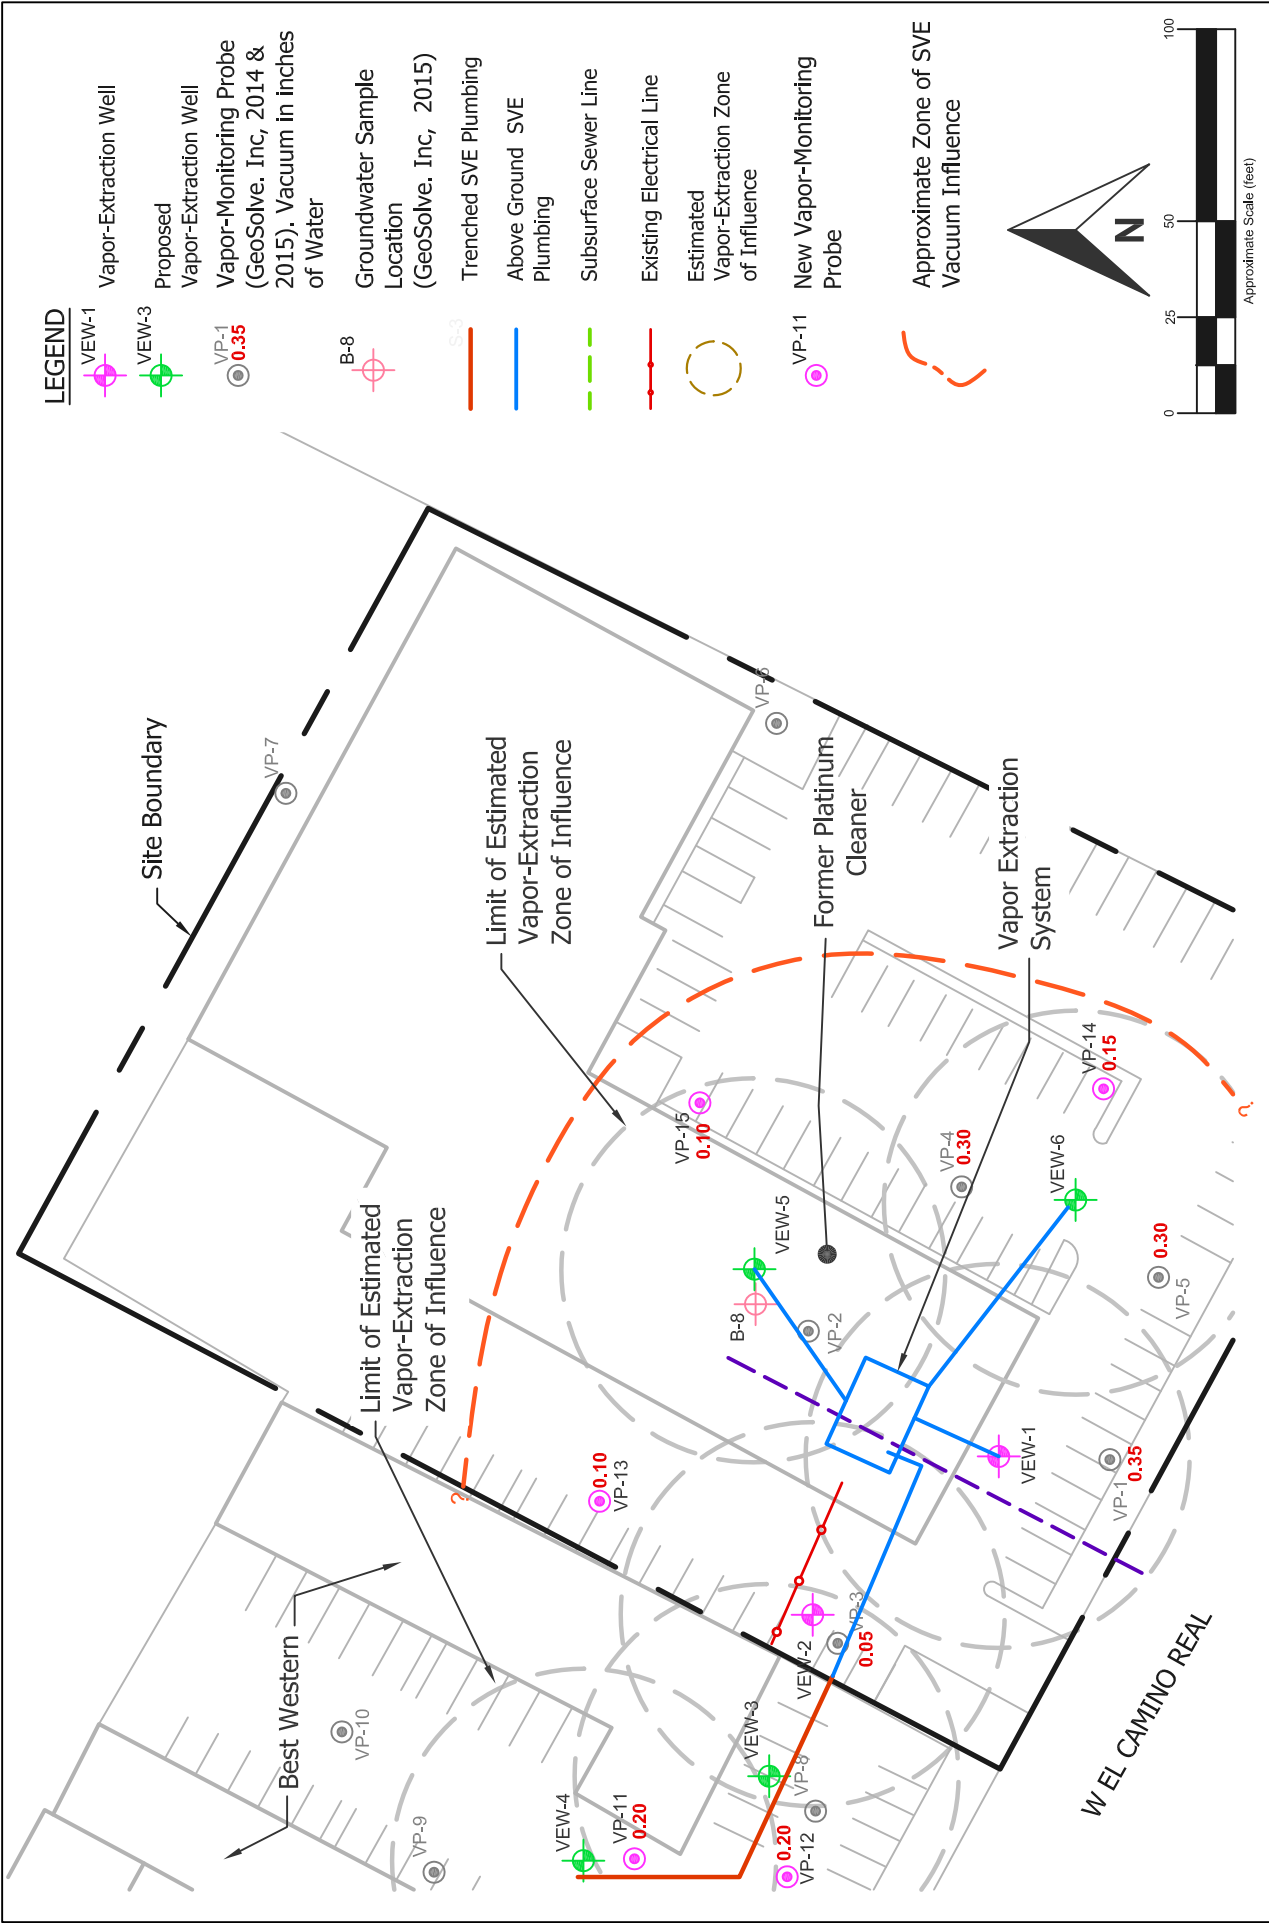 LEGEND
VEW-1
Vapor-Extraction Well
VEW-3
Proposed
Vapor-Extraction Well
VP-1
0.35
Vapor-Monitoring Probe
(GeoSolve. Inc, 2014 &
2015). Vacuum in inches
of Water
B-8
Groundwater Sample
Location
(GeoSolve. Inc, 2015)
S-3
Trenched SVE Plumbing
Above Ground SVE
Plumbing
Subsurface Sewer Line
Existing Electrical Line
Estimated
Vapor-Extraction Zone
of Influence
VP-11
New Vapor-Monitoring
Probe
Approximate Zone of SVE
Vacuum Influence
N
0
25
50
100
Approximate Scale (feet)
Site Boundary
VP-7
VP-6
Limit of Estimated
Vapor-Extraction
Zone of Influence
Former Platinum
Cleaner
Vapor Extraction
System
Limit of Estimated
Vapor-Extraction
Zone of Influence
VP-15
0.10
VP-14
0.15
VP-4
0.30
VEW-5
VEW-6
B-8
VP-2
0.30
VP-5
?
?
0.10
VP-13
VEW-1
VP-1
0.35
Best Western
VP-10
VP-9
VEW-2
VP-3
0.05
VEW-3
VP-8
VEW-4
VP-11
0.20
0.20
VP-12
W EL CAMINO REAL